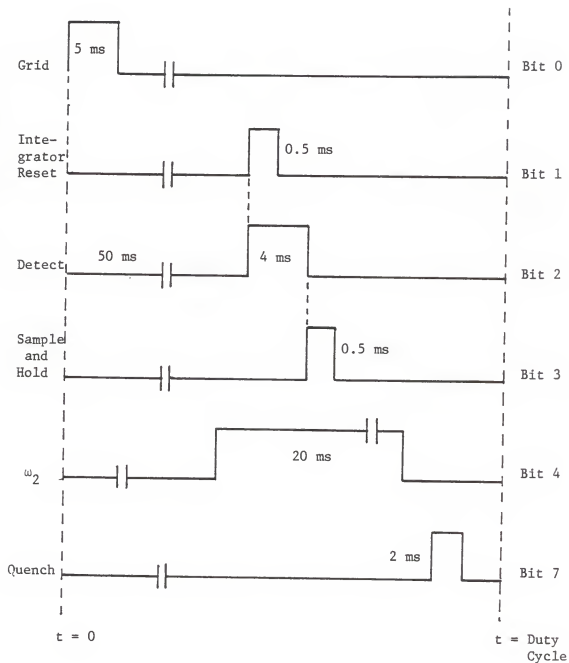 5 ms
Grid
Bit 0
Inte-
grator
Reset
0.5 ms
Bit 1
Detect
50 ms
4 ms
Bit 2
Sample
and
Hold
0.5 ms
Bit 3
ω₂
20 ms
Bit 4
Quench
2 ms
Bit 7
t = 0
t = Duty
Cycle